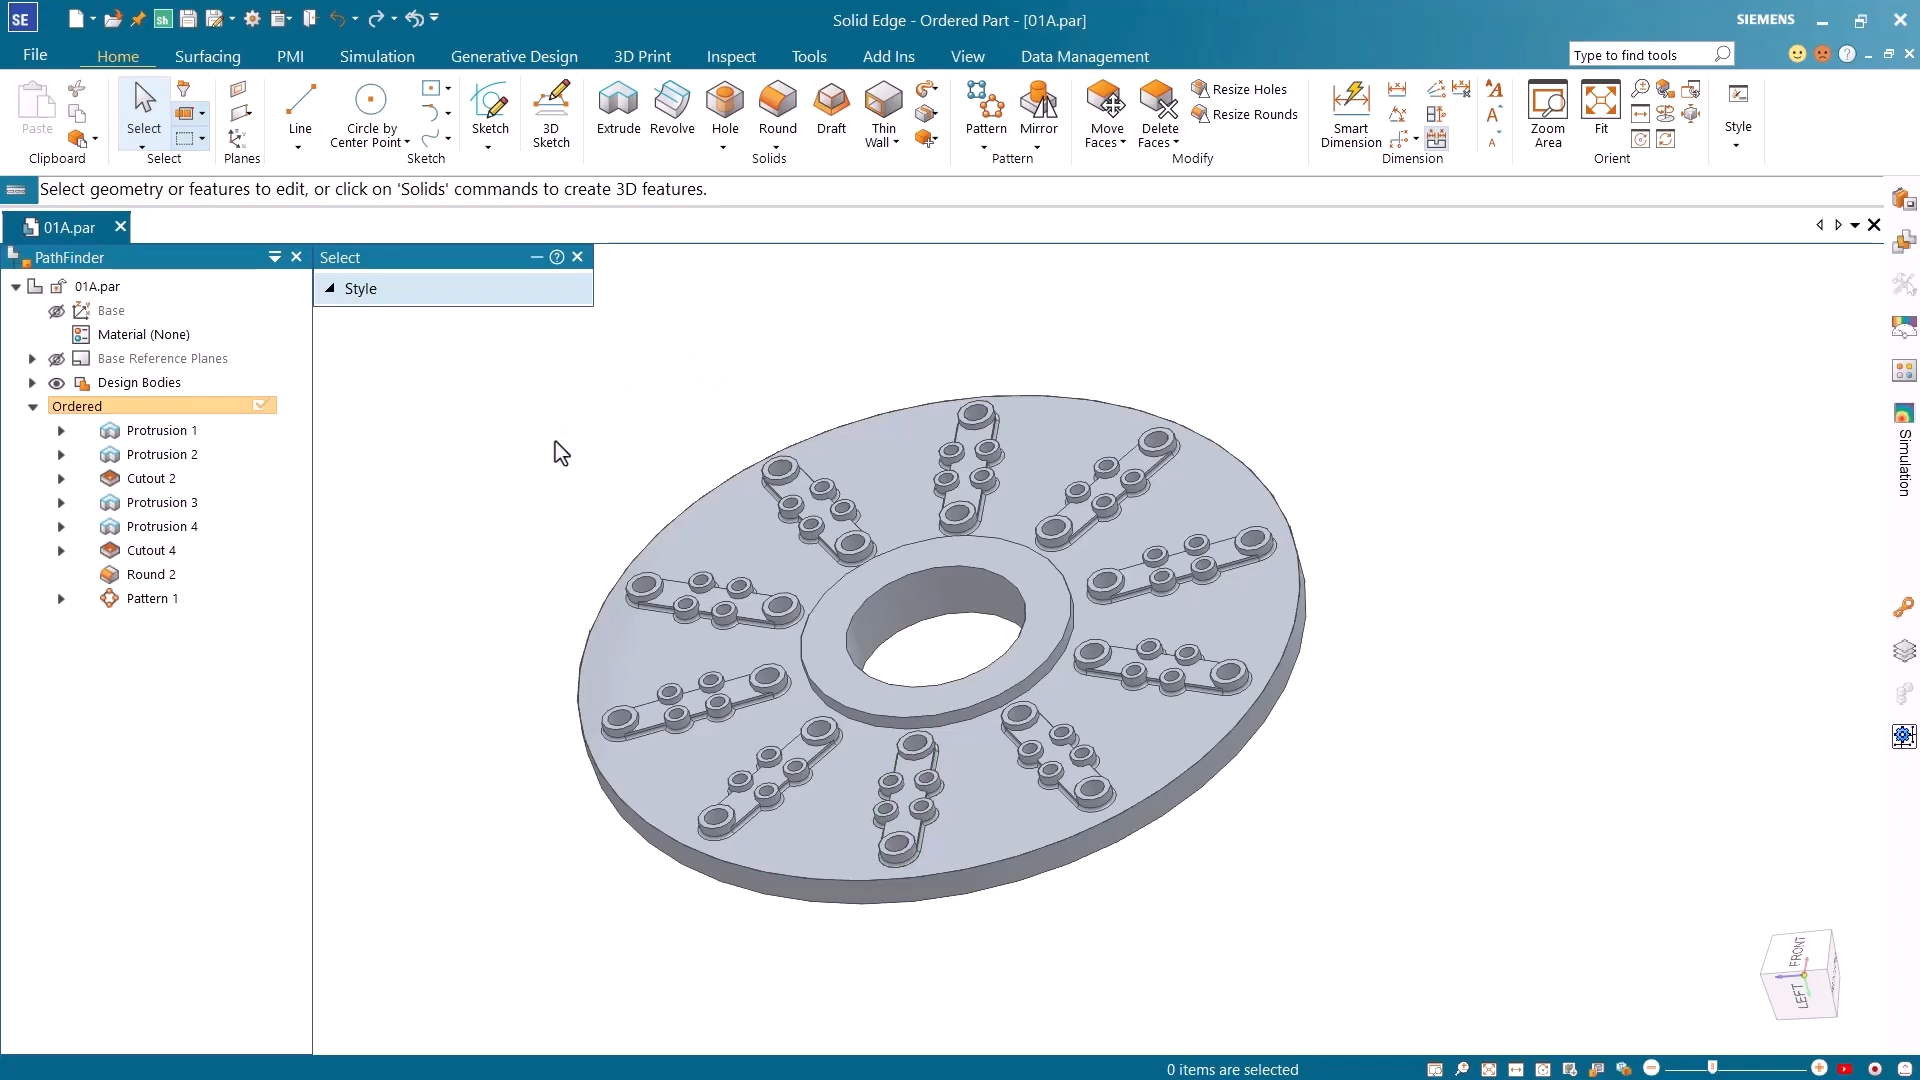 SE
Sh
Solid Edge - Ordered Part - [01A.par]
SIEMENS
File
Home
Surfacing
PMI
Simulation
Generative Design
3D Print
Inspect
Tools
Add Ins
View
Data Management
Type to find tools
Paste
Clipboard
Select
Select
Planes
Line
Circle by
Center Point
Sketch
Sketch
3D
Sketch
Extrude
Revolve
Hole
Round
Draft
Thin
Wall
Solids
Pattern
Mirror
Pattern
Move
Faces
Delete
Faces
Resize Holes
Resize Rounds
Modify
Smart
Dimension
Dimension
Zoom
Area
Fit
Orient
Style
Select geometry or features to edit, or click on 'Solids' commands to create 3D features.
01A.par
PathFinder
Select
Style
01A.par
Base
Material (None)
Base Reference Planes
Design Bodies
Ordered
Protrusion 1
Protrusion 2
Cutout 2
Protrusion 3
Protrusion 4
Cutout 4
Round 2
Pattern 1
Simulation
FRONT
LEFT
0 items are selected